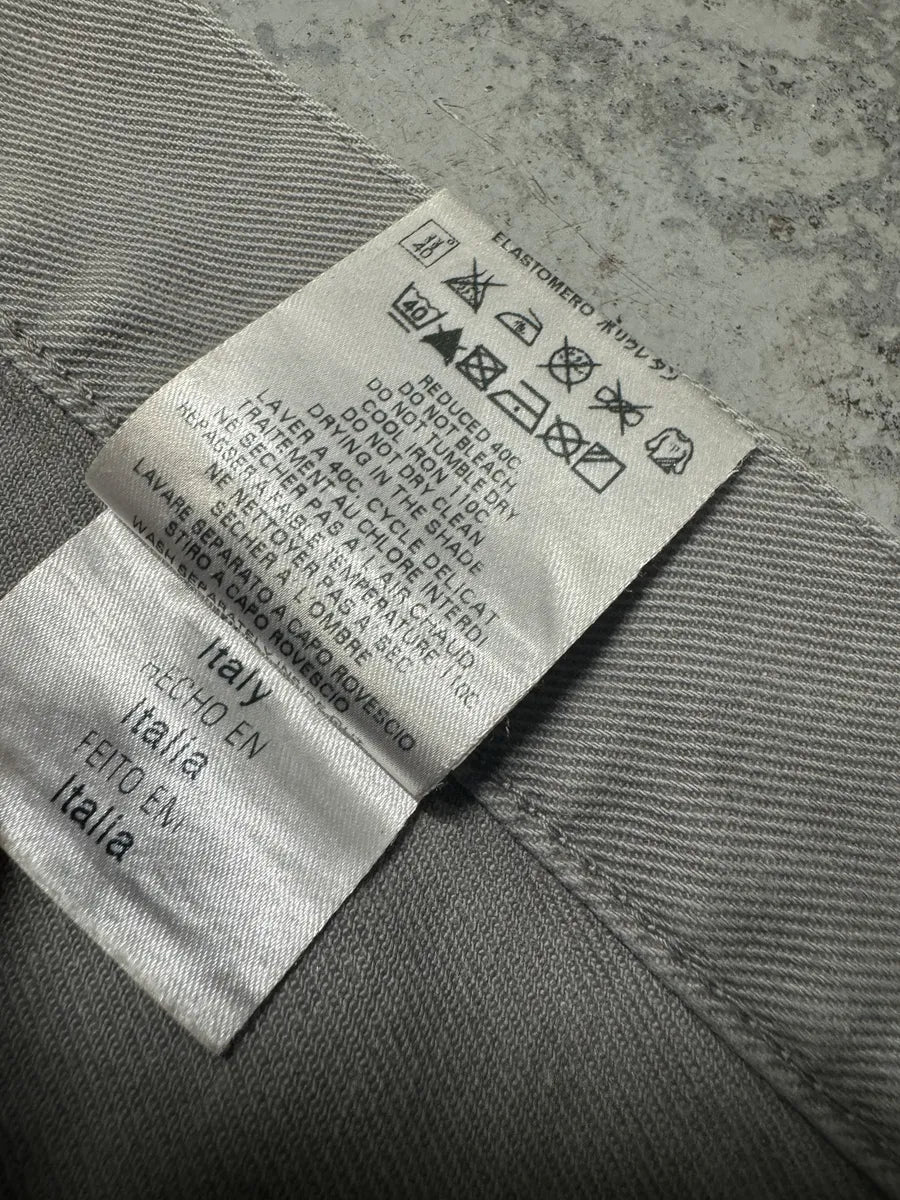 ELASTOMERO ポリウレタン
40
40
REDUCED 40C
DO NOT BLEACH
DO NOT TUMBLE DRY
COOL IRON 110C
DO NOT DRY CLEAN
DRYING IN THE SHADE
LAVER A 40C. CYCLE DELICAT
TRAITEMENT AU CHLORE INTERDI
NE SECHER PAS A L'AIR CHAUD
REPASSER A FAIBLE TEMPERATURE 110C.
NE NETTOYER PAS A SEC
SECHER A L'OMBRE
LAVARE SEPARATO A CAPO ROVESCIO
STIRO A CAPO ROVESCIO
WASH
Italy
HECHO EN
Italia
FEITO EM
Italia